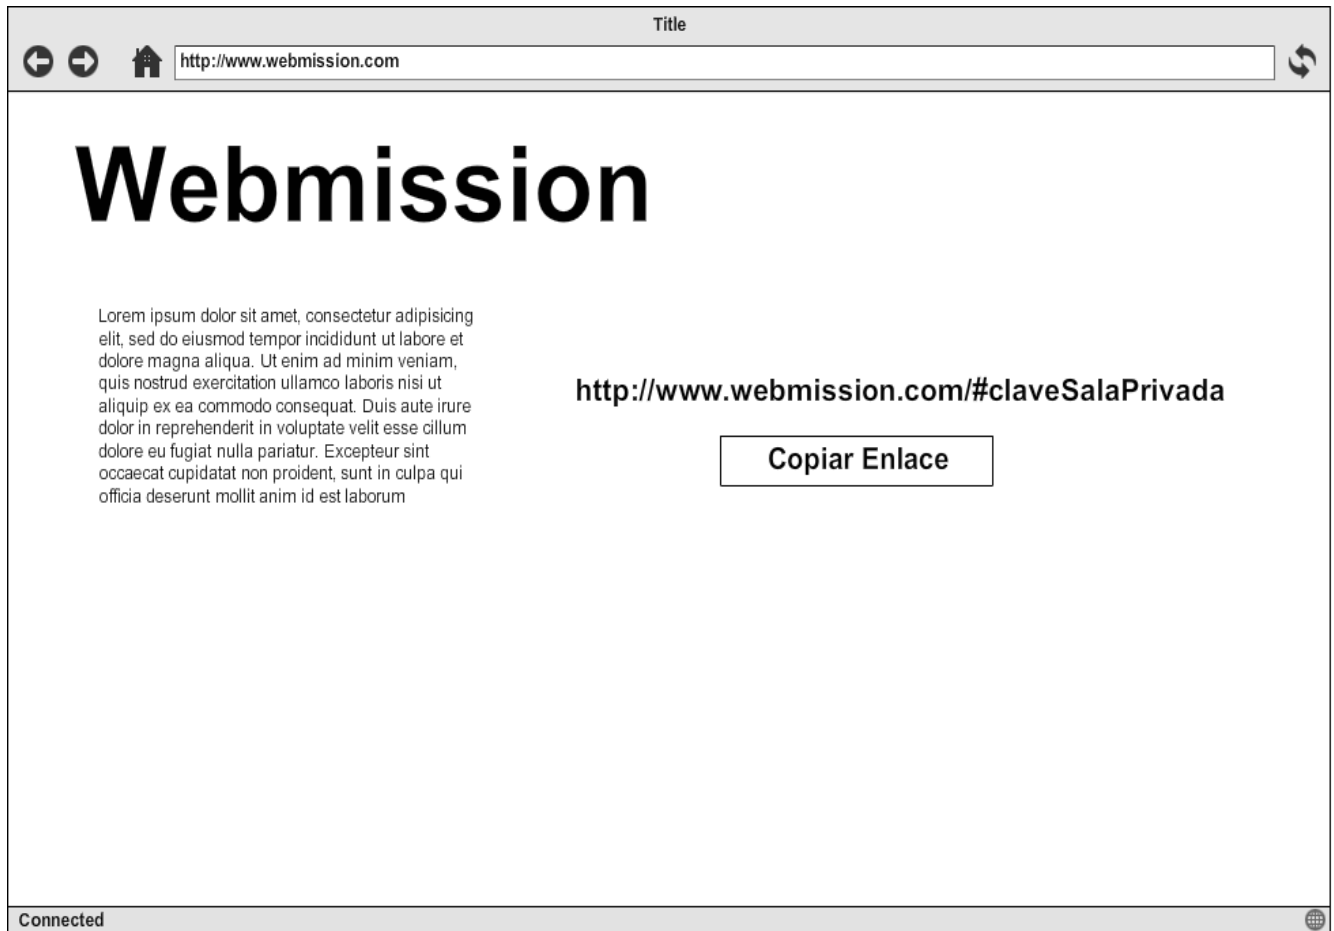 Title
http://www.webmission.com
Webmission
Lorem ipsum dolor sit amet, consectetur adipisicing
elit, sed do eiusmod tempor incididunt ut labore et
dolore magna aliqua. Ut enim ad minim veniam,
quis nostrud exercitation ullamco laboris nisi ut
aliquip ex ea commodo consequat. Duis aute irure
dolor in reprehenderit in voluptate velit esse cillum
dolore eu fugiat nulla pariatur. Excepteur sint
occaecat cupidatat non proident, sunt in culpa qui
officia deserunt mollit anim id est laborum
http://www.webmission.com/#claveSalaPrivada
Copiar Enlace
Connected